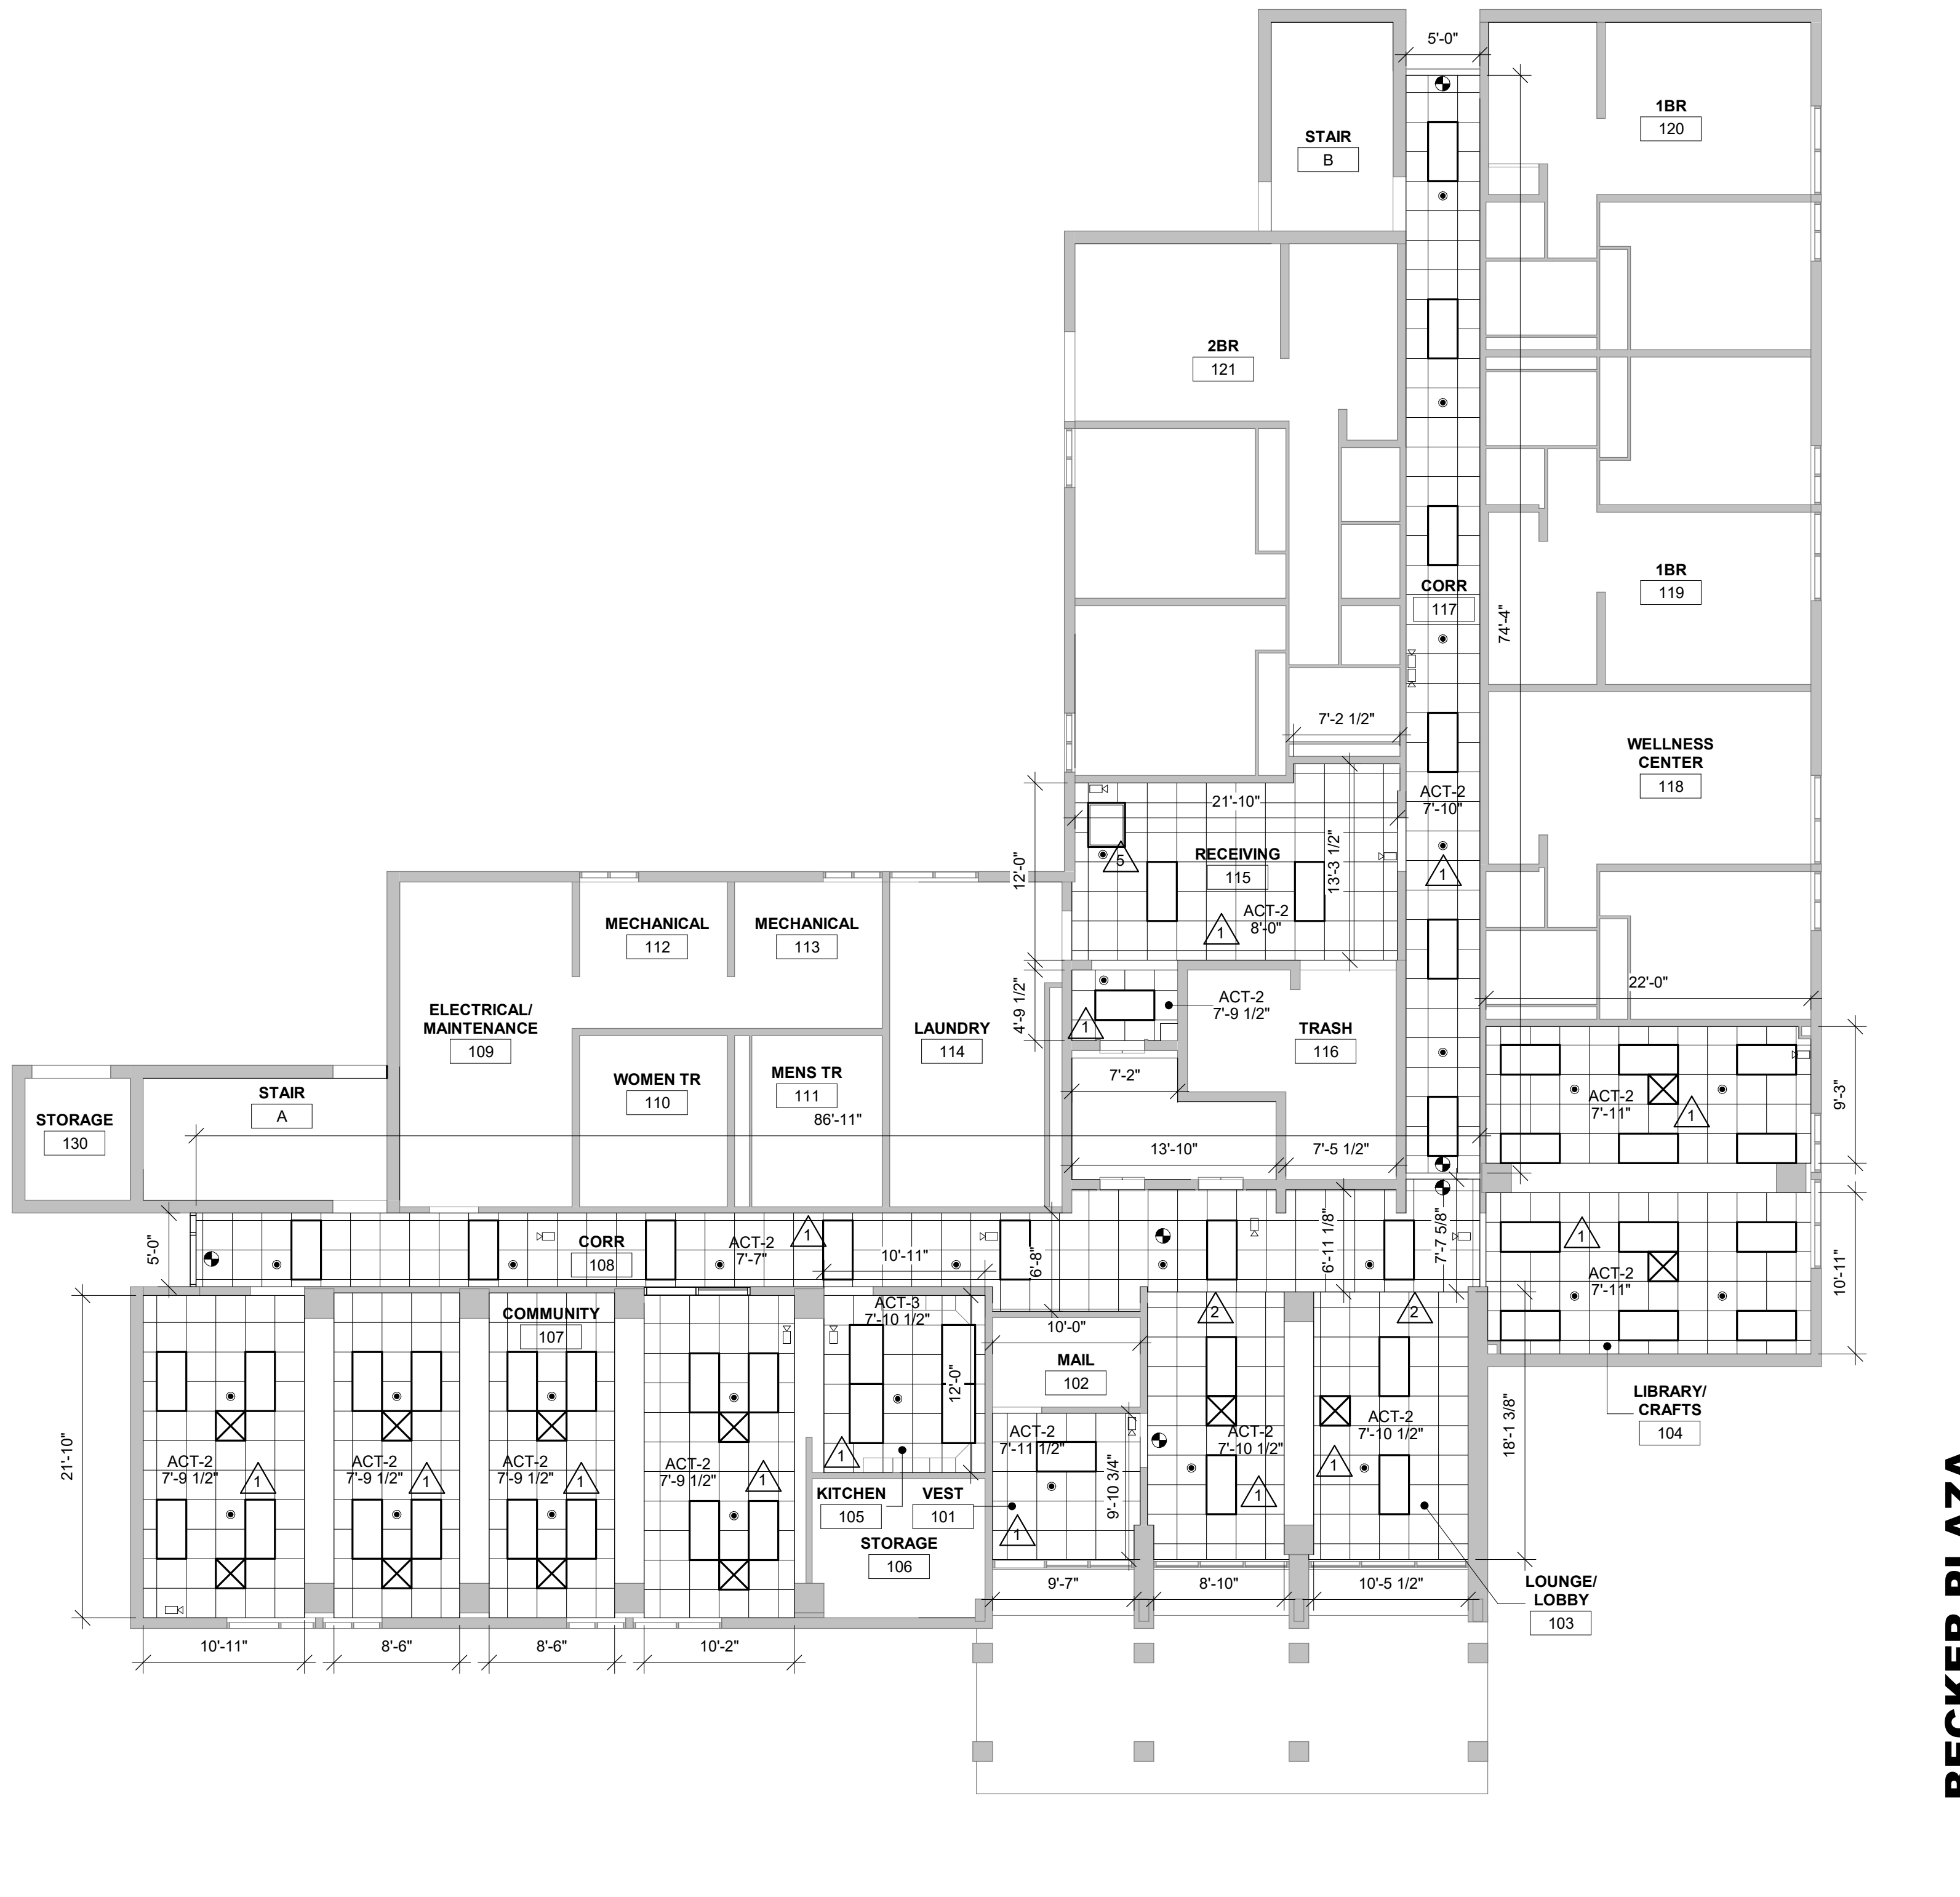 5'-0"
1BR
120
STAIR
B
2BR
121
CORR
117
1BR
119
74'-4"
7'-2 1/2"
WELLNESS
CENTER
118
ACT-2
7'-10"
1
21'-10"
12'-0"
5
RECEIVING
115
13'-3 1/2"
ACT-2
8'-0"
1
MECHANICAL
112
MECHANICAL
113
ELECTRICAL/
MAINTENANCE
109
LAUNDRY
114
4'-9 1/2"
1
ACT-2
7'-9 1/2"
TRASH
116
22'-0"
WOMEN TR
110
MENS TR
111
86'-11"
7'-2"
STAIR
A
STORAGE
130
ACT-2
7'-11"
1
9'-3"
13'-10"
7'-5 1/2"
5'-0"
CORR
108
ACT-2
7'-7"
1
10'-11"
6'-8"
6'-11 1/8"
7'-7 5/8"
1
ACT-2
7'-11"
10'-11"
COMMUNITY
107
ACT-3
7'-10 1/2"
12'-0"
1
10'-0"
MAIL
102
2
2
LIBRARY/
CRAFTS
104
21'-10"
ACT-2
7'-9 1/2"
1
ACT-2
7'-9 1/2"
1
ACT-2
7'-9 1/2"
1
ACT-2
7'-9 1/2"
1
ACT-2
7'-11 1/2"
1
9'-10 3/4"
ACT-2
7'-10 1/2"
1
ACT-2
7'-10 1/2"
1
18'-1 3/8"
KITCHEN
105
VEST
101
STORAGE
106
9'-7"
8'-10"
10'-5 1/2"
LOUNGE/
LOBBY
103
10'-11"
8'-6"
8'-6"
10'-2"
BECKER PLAZA